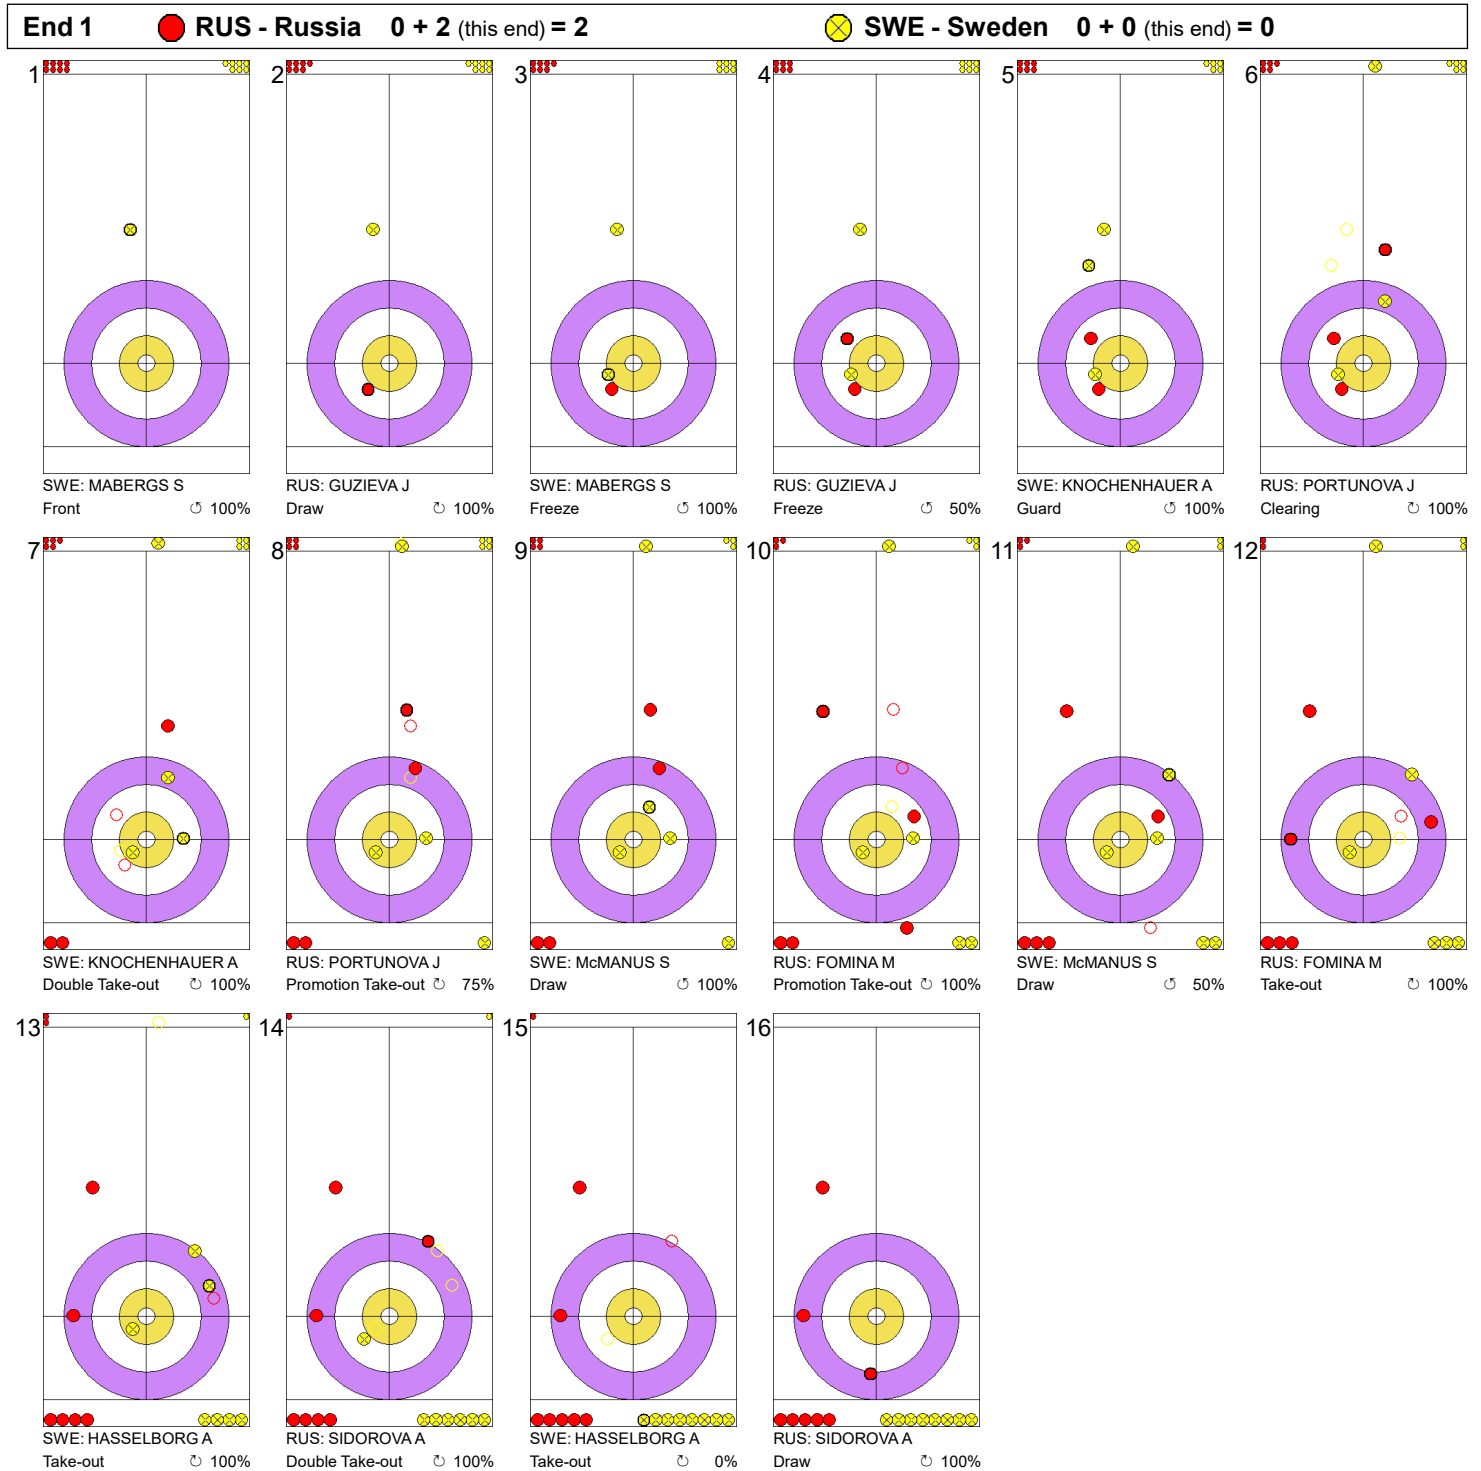 End 1 RUS - Russia 0 + 2 (this end) = 2 SWE - Sweden 0 + 0 (this end) = 0
1 2 3 4 5 6
SWE: MABERGS S RUS: GUZIEVA J SWE: MABERGS S RUS: GUZIEVA J SWE: KNOCHENHAUER A RUS: PORTUNOVA J
Front ↺ 100% Draw ↻ 100% Freeze ↻ 100% Freeze ↺ 50% Guard ↺ 100% Clearing ↻ 100%
7 8 9 10 11 12
SWE: KNOCHENHAUER A RUS: PORTUNOVA J SWE: McMANUS S RUS: FOMINA M SWE: McMANUS S RUS: FOMINA M
Double Take-out ↻ 100% Promotion Take-out ↻ 75% Draw ↺ 100% Promotion Take-out ↻ 100% Draw ↺ 50% Take-out ↻ 100%
13 14 15 16
SWE: HASSELBORG A RUS: SIDOROVA A SWE: HASSELBORG A RUS: SIDOROVA A
Take-out ↻ 100% Double Take-out ↻ 100% Take-out ↻ 0% Draw ↻ 100%